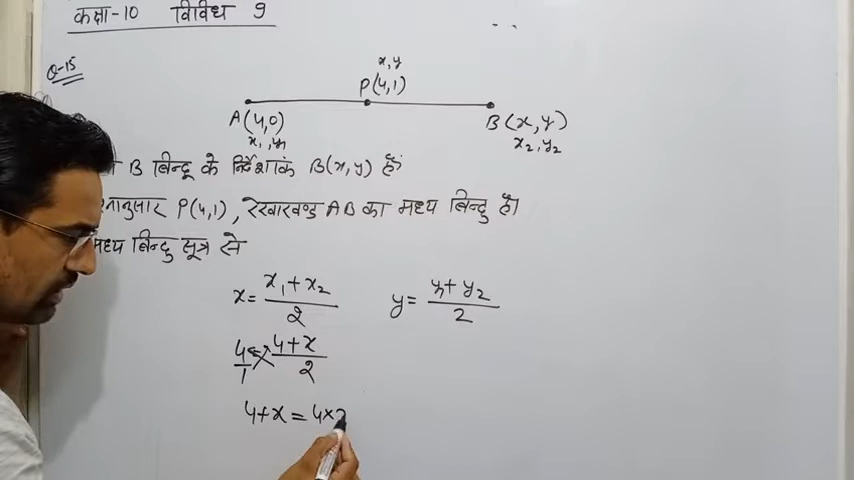 कक्षा-10 विविध 9
Q-15
x, y
P(4,1)
A(4,0) B(x,y)
x₁, y₁ x₂, y₂
B बिन्दू के निर्देशाकं B(x,y) हैं
P(4,1), रेखाखण्ड AB का मध्य बिन्दु है।
मध्य बिन्दु सूत्र से
x = x₁+x₂/2 y = y₁+y₂/2
4/1 = 4+x/2
4+x = 4×2